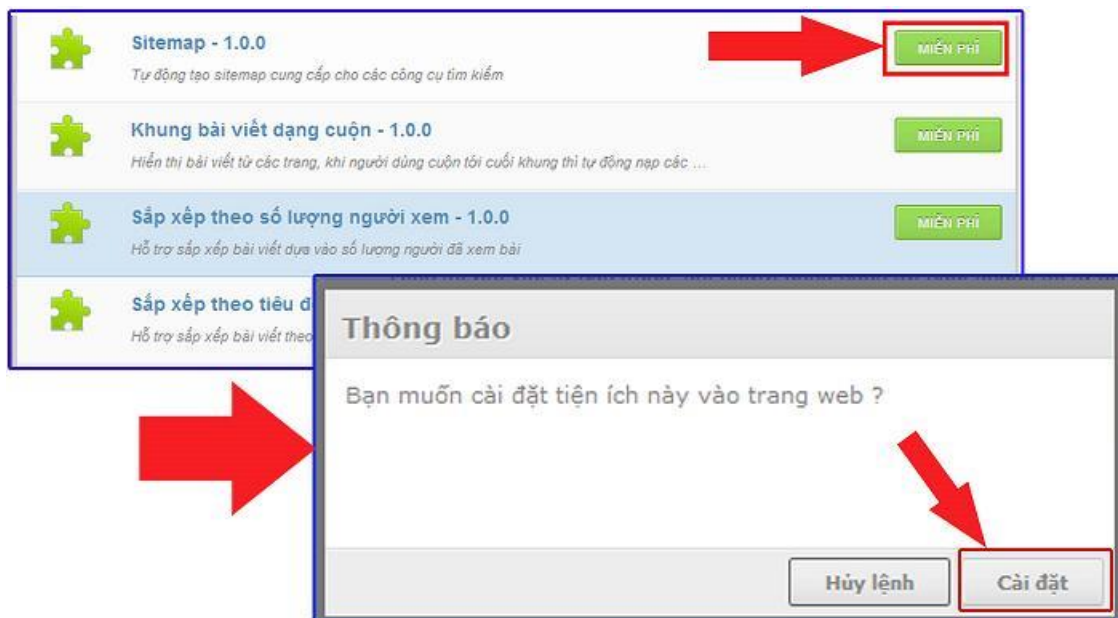 Sitemap - 1.0.0
MIỄN PHÍ
Tự động tạo sitemap cung cấp cho các công cụ tìm kiếm
Khung bài viết dạng cuộn - 1.0.0
MIỄN PHÍ
Hiển thị bài viết từ các trang, khi người dùng cuộn tới cuối khung thì tự động nạp các ...
Sắp xếp theo số lượng người xem - 1.0.0
MIỄN PHÍ
Hỗ trợ sắp xếp bài viết dựa vào số lượng người đã xem bài
Sắp xếp theo tiêu đ
Hỗ trợ sắp xếp bài viết theo
Thông báo
Bạn muốn cài đặt tiện ích này vào trang web ?
Hủy lệnh
Cài đặt